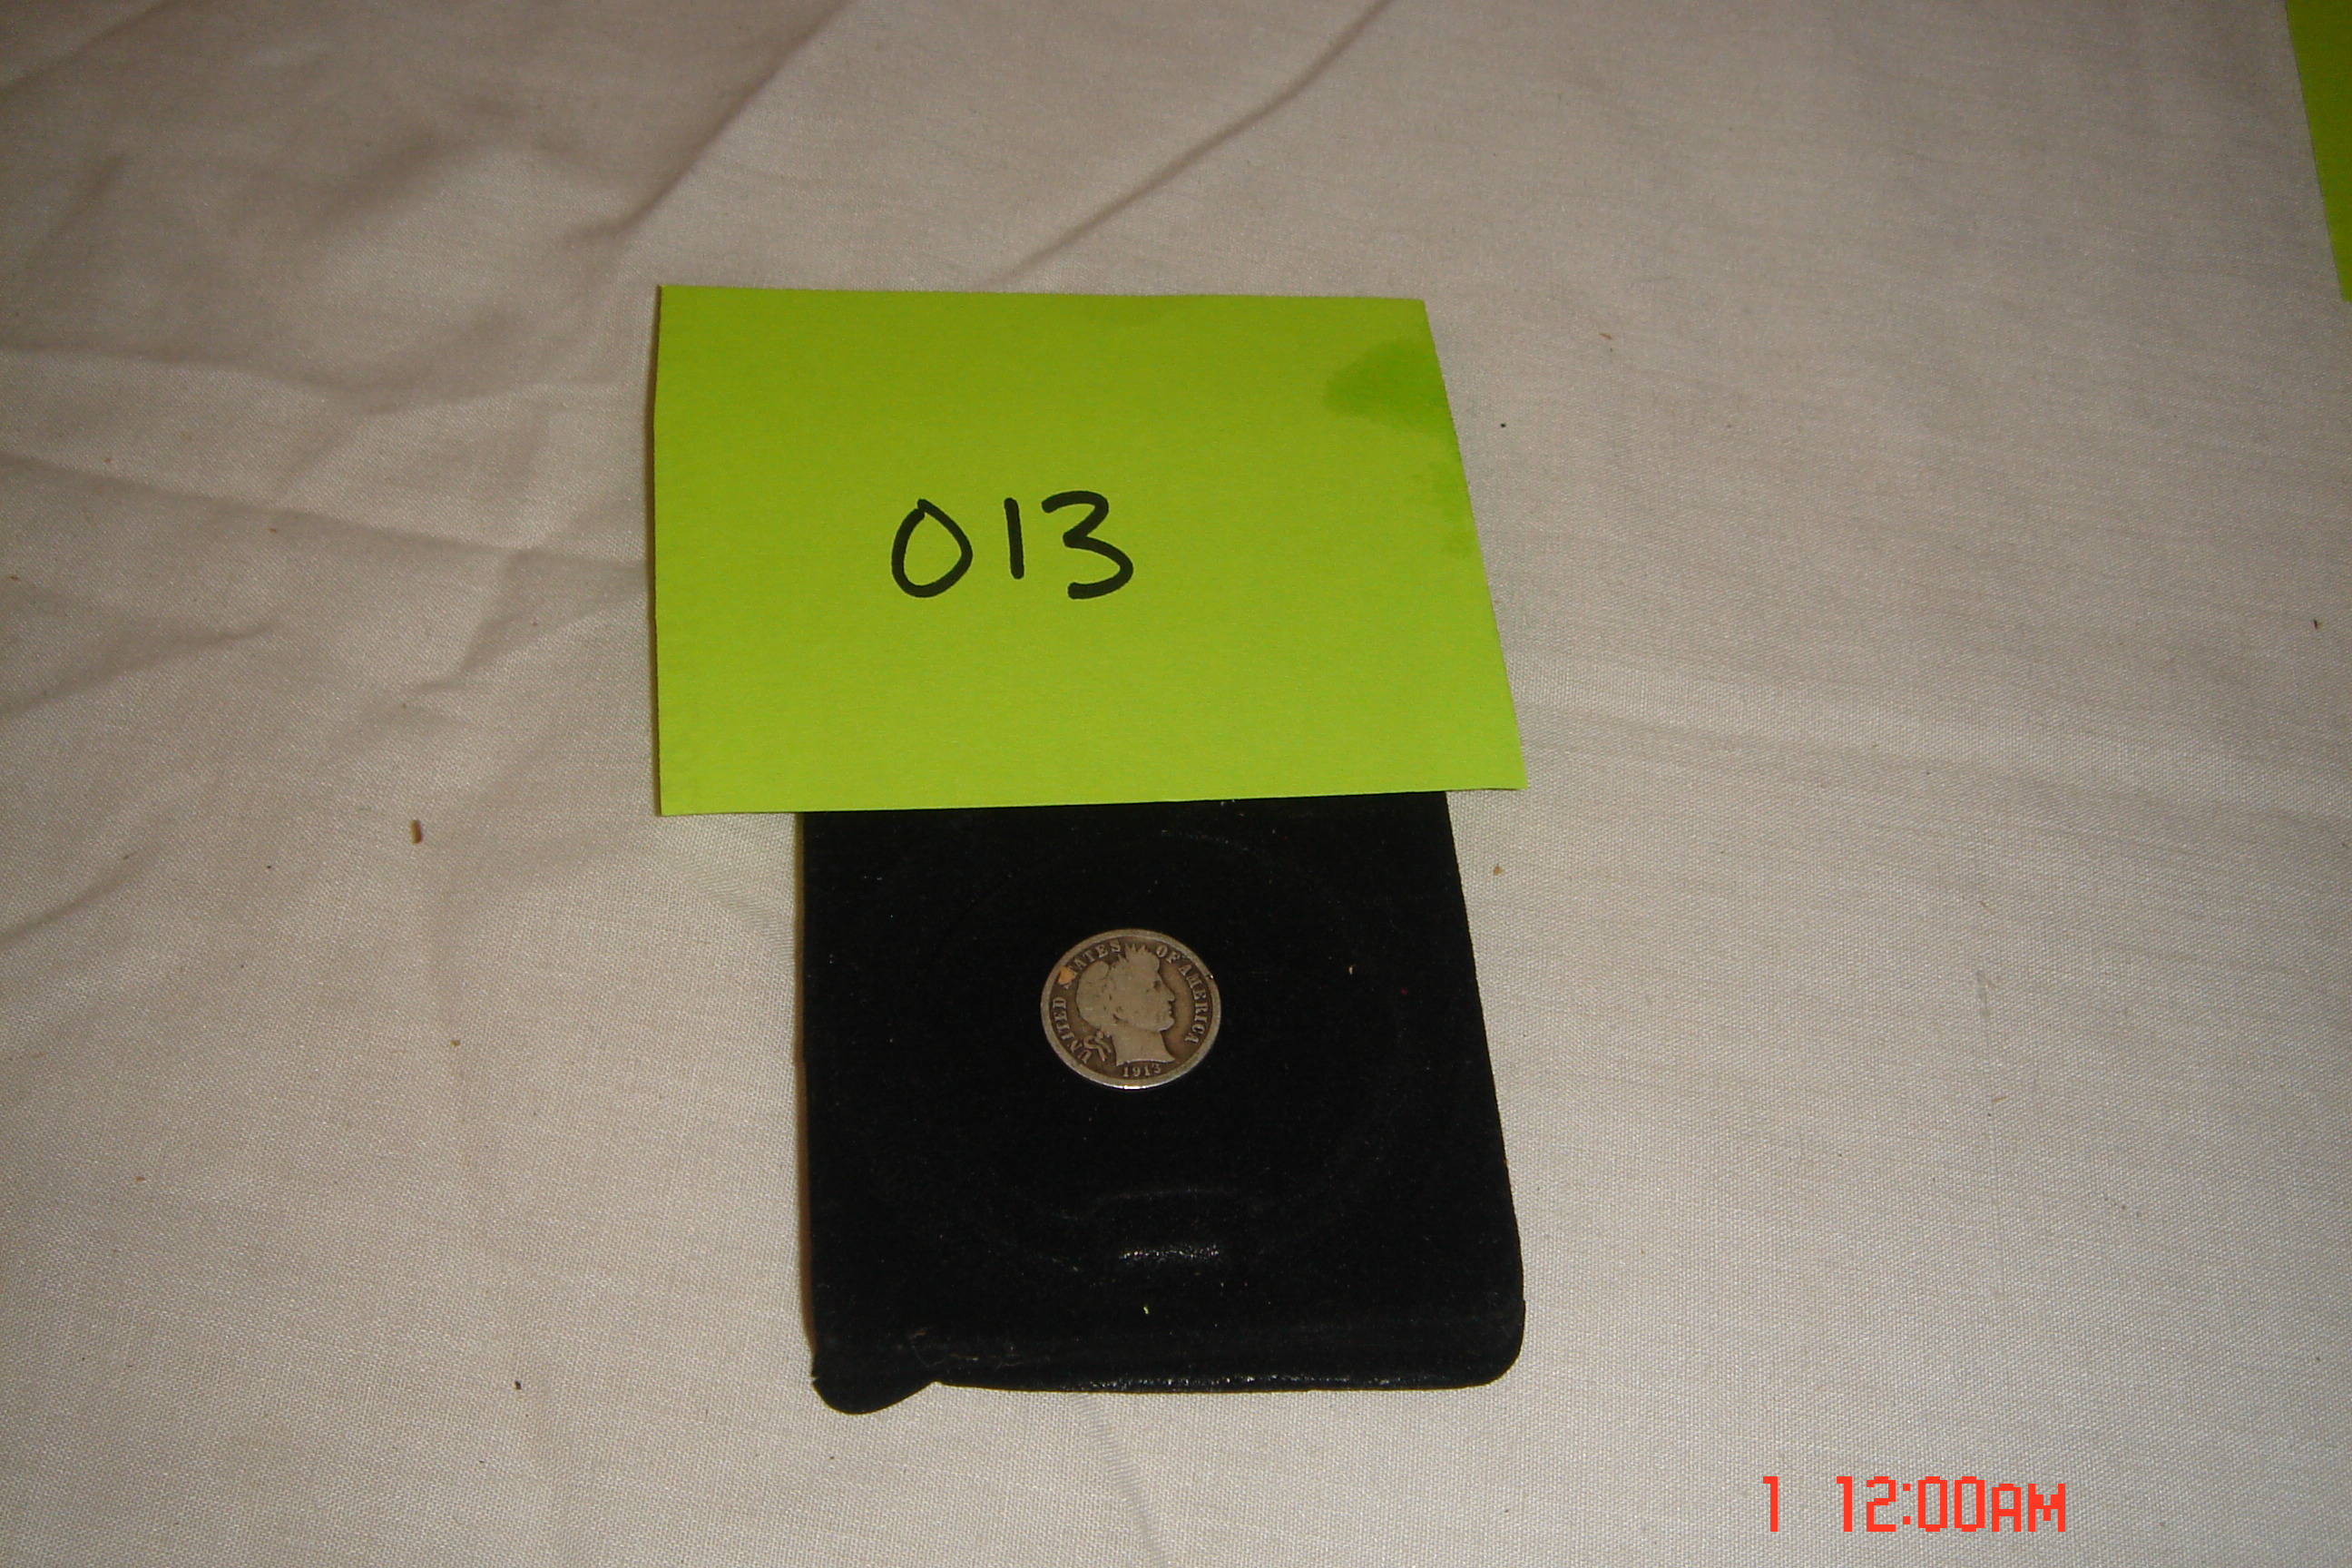 013
UNITED STATES OF AMERICA
1913
1 12:00AM